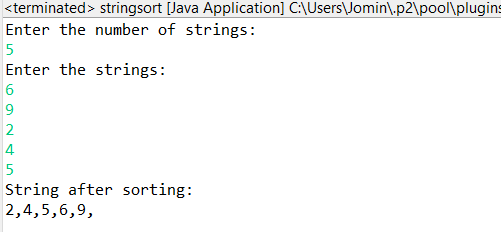 <terminated> stringsort [Java Application] C:\Users\Jomin\.p2\pool\plugins
Enter the number of strings:
5
Enter the strings:
6
9
2
4
5
String after sorting:
2,4,5,6,9,